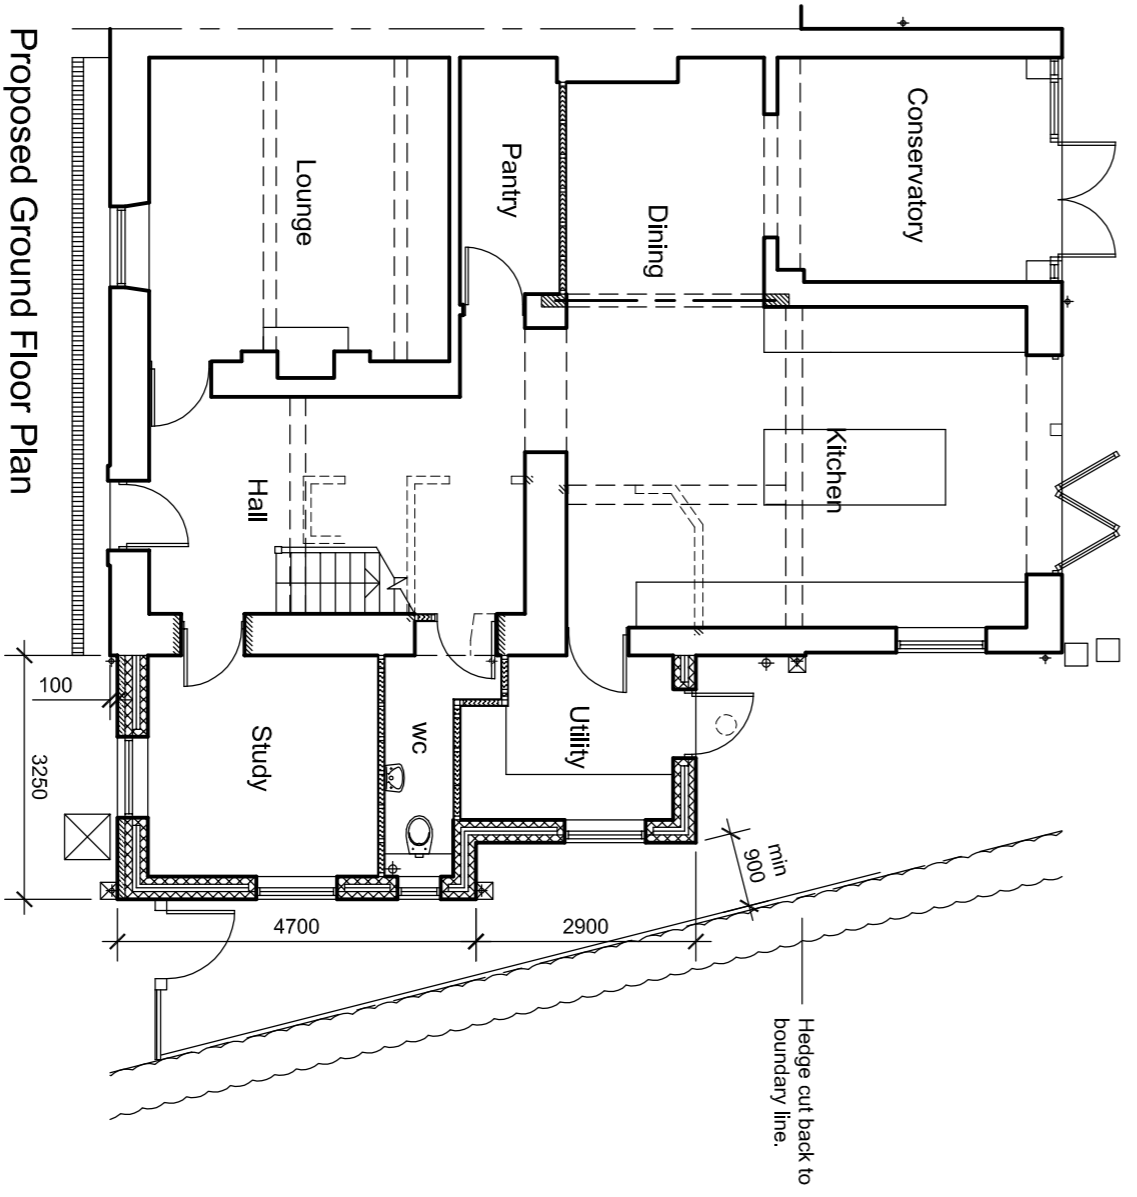 Conservatory
Kitchen
Dining
Utility
Pantry
wc
Lounge
Hall
Study
min
900
2900
4700
3250
100
Hedge cut back to
boundary line.
Proposed Ground Floor Plan